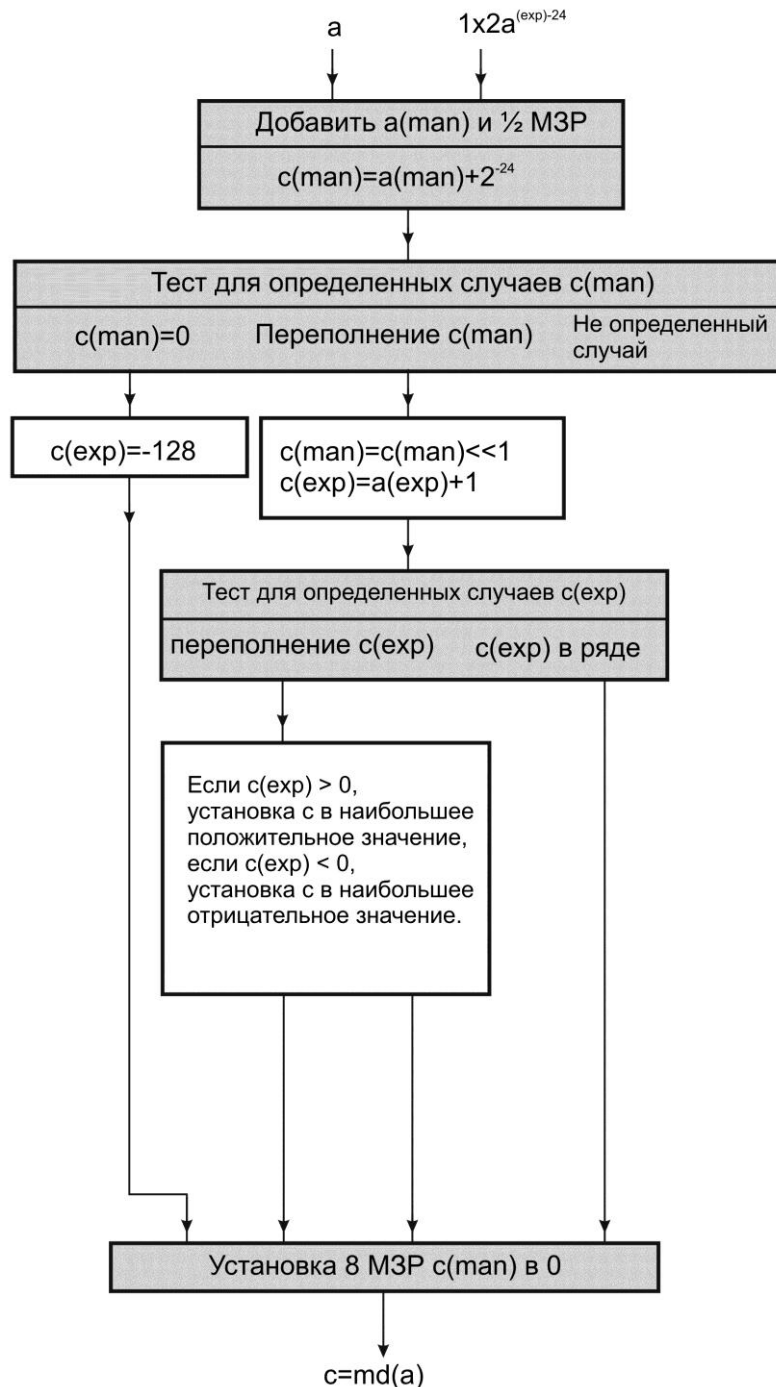 a
1x2a^(exp)-24
Добавить a(man) и ½ МЗР
c(man)=a(man)+2^-24
Тест для определенных случаев c(man)
c(man)=0
Переполнение c(man)
Не определенный
случай
c(exp)=-128
c(man)=c(man)<<1
c(exp)=a(exp)+1
Тест для определенных случаев c(exp)
переполнение c(exp)
c(exp) в ряде
Если c(exp) > 0,
установка с в наибольшее
положительное значение,
если c(exp) < 0,
установка с в наибольшее
отрицательное значение.
Установка 8 МЗР c(man) в 0
c=md(a)